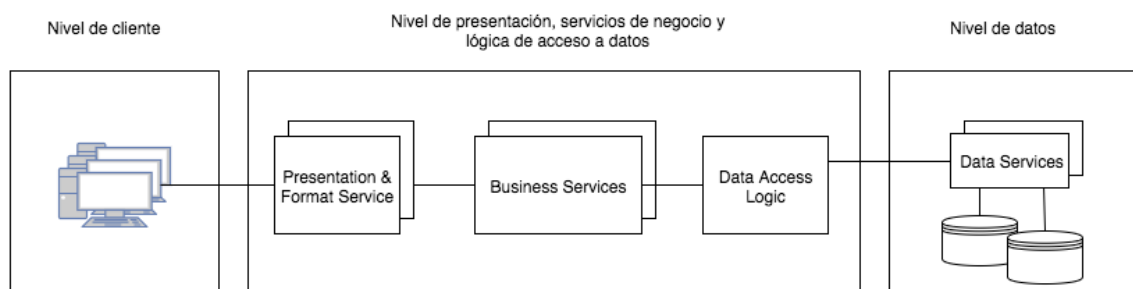 Nivel de cliente
Nivel de presentación, servicios de negocio y
lógica de acceso a datos
Nivel de datos
Presentation &
Format Service
Business Services
Data Access
Logic
Data Services